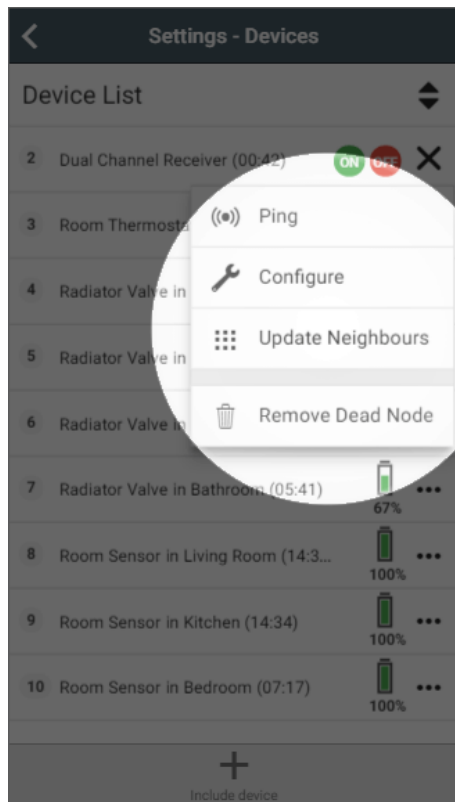 Settings - Devices
Device List
2 Dual Channel Receiver (00:42) ON OFF
Ping
3 Room Thermosta
Configure
4 Radiator Valve in
Update Neighbours
5 Radiator Valve in
Remove Dead Node
6 Radiator Valve in
7 Radiator Valve in Bathroom (05:41)
67%
8 Room Sensor in Living Room (14:3...
100%
9 Room Sensor in Kitchen (14:34)
100%
10 Room Sensor in Bedroom (07:17)
100%
Include device